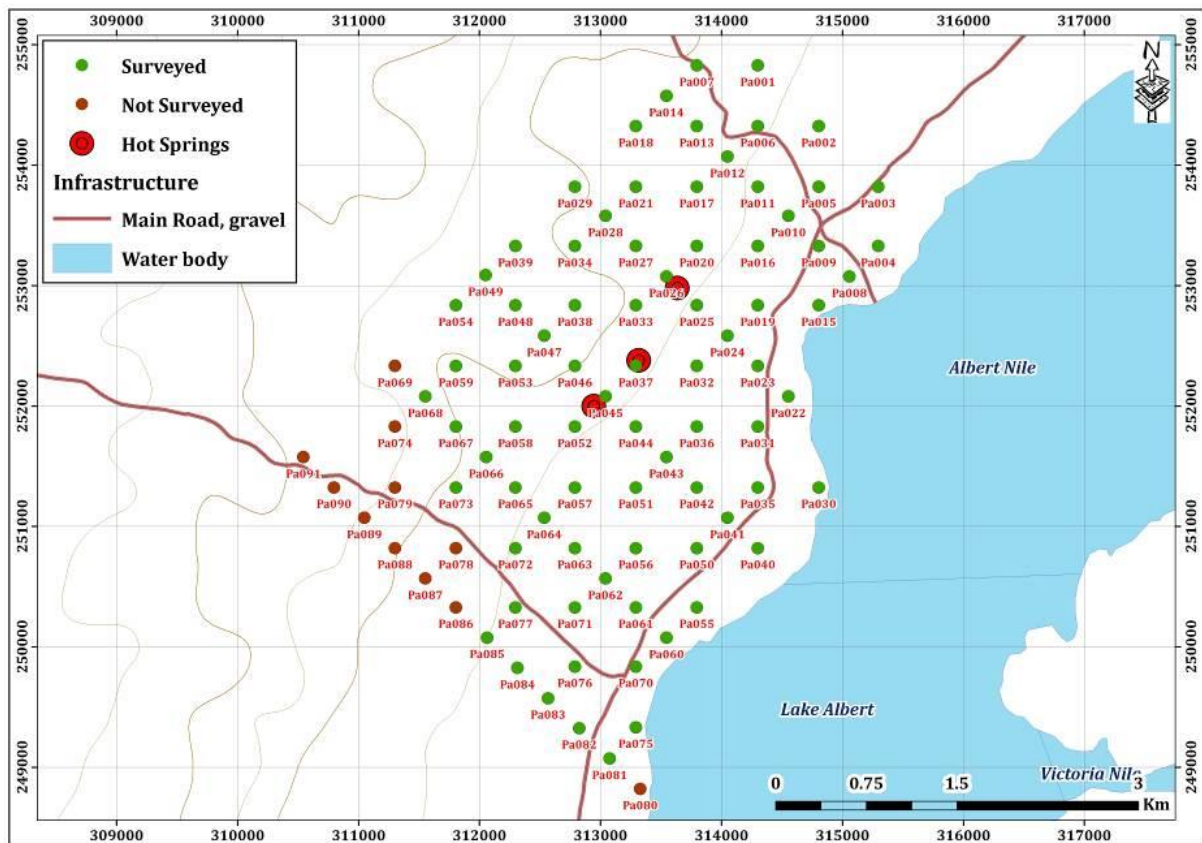 309000 310000 311000 312000 313000 314000 315000 316000 317000
255000 255000
Surveyed
Not Surveyed
Hot Springs
Infrastructure
Main Road, gravel
Water body
N
Pa007 Pa001
Pa014
Pa018 Pa013 Pa006 Pa002
254000 254000
Pa012
Pa029 Pa021 Pa017 Pa011 Pa005 Pa003
Pa028 Pa010
Pa039 Pa034 Pa027 Pa020 Pa016 Pa009 Pa004
253000 253000
Pa049 Pa026 Pa008
Pa054 Pa048 Pa038 Pa033 Pa025 Pa019 Pa015
Pa047 Pa024
Albert Nile
Pa069 Pa059 Pa053 Pa046 Pa037 Pa032 Pa023
252000 252000
Pa068 Pa045 Pa022
Pa074 Pa067 Pa058 Pa052 Pa044 Pa036 Pa031
Pa091 Pa066 Pa043
Pa090 Pa079 Pa073 Pa065 Pa057 Pa051 Pa042 Pa035 Pa030
251000 251000
Pa089 Pa064 Pa041
Pa088 Pa078 Pa072 Pa063 Pa056 Pa050 Pa040
Pa087 Pa062
Pa086 Pa077 Pa071 Pa061 Pa055
250000 250000
Pa085 Pa060
Pa084 Pa076 Pa070
Pa083
Lake Albert
Pa082 Pa075
249000 249000
Pa081
Victoria Nile
Pa080
0 0.75 1.5 3
Km
309000 310000 311000 312000 313000 314000 315000 316000 317000